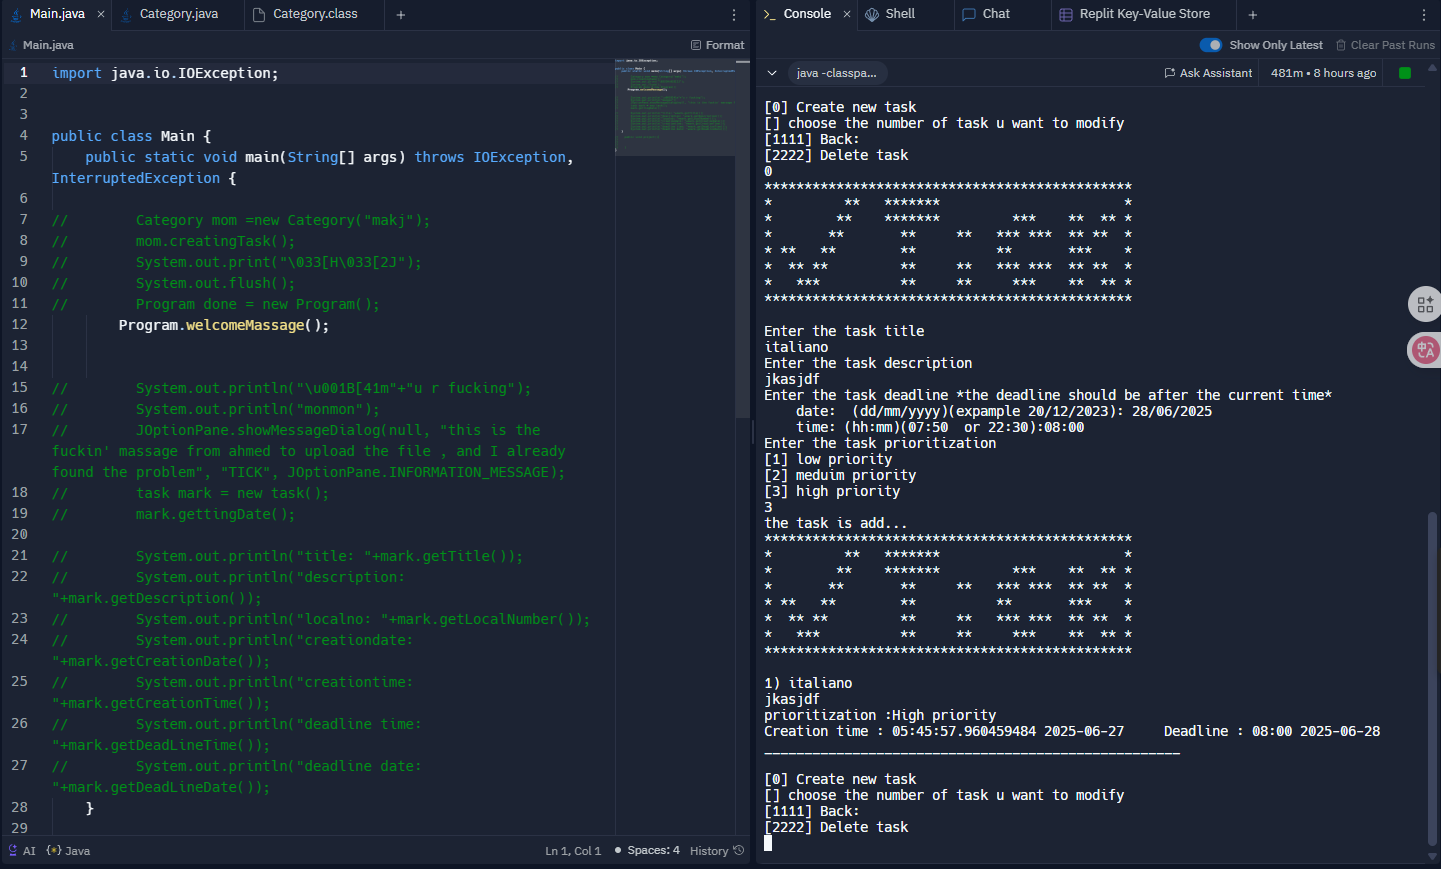 Main.java
Category.java
Category.class
Main.java
Format
1 import java.io.IOException;
2
3
4 public class Main {
5     public static void main(String[] args) throws IOException,
InterruptedException {
6
7 //        Category mom =new Category("makj");
8 //        mom.creatingTask();
9 //        System.out.print("\033[H\033[2J");
10 //        System.out.flush();
11 //        Program done = new Program();
12         Program.welcomeMassage();
13
14
15 //        System.out.println("\u001B[41m"+"u r fucking");
16 //        System.out.println("monmon");
17 //        JOptionPane.showMessageDialog(null, "this is the
fuckin' massage from ahmed to upload the file , and I already
found the problem", "TICK", JOptionPane.INFORMATION_MESSAGE);
18 //        task mark = new task();
19 //        mark.gettingDate();
20
21 //        System.out.println("title: "+mark.getTitle());
22 //        System.out.println("description:
"+mark.getDescription());
23 //        System.out.println("localno: "+mark.getLocalNumber());
24 //        System.out.println("creationdate:
"+mark.getCreationDate());
25 //        System.out.println("creationtime:
"+mark.getCreationTime());
26 //        System.out.println("deadline time:
"+mark.getDeadLineTime());
27 //        System.out.println("deadline date:
"+mark.getDeadLineDate());
28     }
29
AI
Java
Ln 1, Col 1
Spaces: 4
History
Console
Shell
Chat
Replit Key-Value Store
Show Only Latest
Clear Past Runs
java -classpa...
Ask Assistant
481m • 8 hours ago
[0] Create new task
[] choose the number of task u want to modify
[1111] Back:
[2222] Delete task
0
**********************************************
*         **   *******                       *
*        **    *******         ***    **  ** *
*       **       **     **   *** ***  ** **  *
* **   **        **          **       ***    *
*  ** **         **     **   *** ***  ** **  *
*   ***          **     **     ***    **  ** *
**********************************************
Enter the task title
italiano
Enter the task description
jkasjdf
Enter the task deadline *the deadline should be after the current time*
    date:  (dd/mm/yyyy)(expample 20/12/2023): 28/06/2025
    time: (hh:mm)(07:50  or 22:30):08:00
Enter the task prioritization
[1] low priority
[2] meduim priority
[3] high priority
3
the task is add...
**********************************************
*         **   *******                       *
*        **    *******         ***    **  ** *
*       **       **     **   *** ***  ** **  *
* **   **        **          **       ***    *
*  ** **         **     **   *** ***  ** **  *
*   ***          **     **     ***    **  ** *
**********************************************
1) italiano
jkasjdf
prioritization :High priority
Creation time : 05:45:57.960459484 2025-06-27     Deadline : 08:00 2025-06-28
____________________________________________________
[0] Create new task
[] choose the number of task u want to modify
[1111] Back:
[2222] Delete task